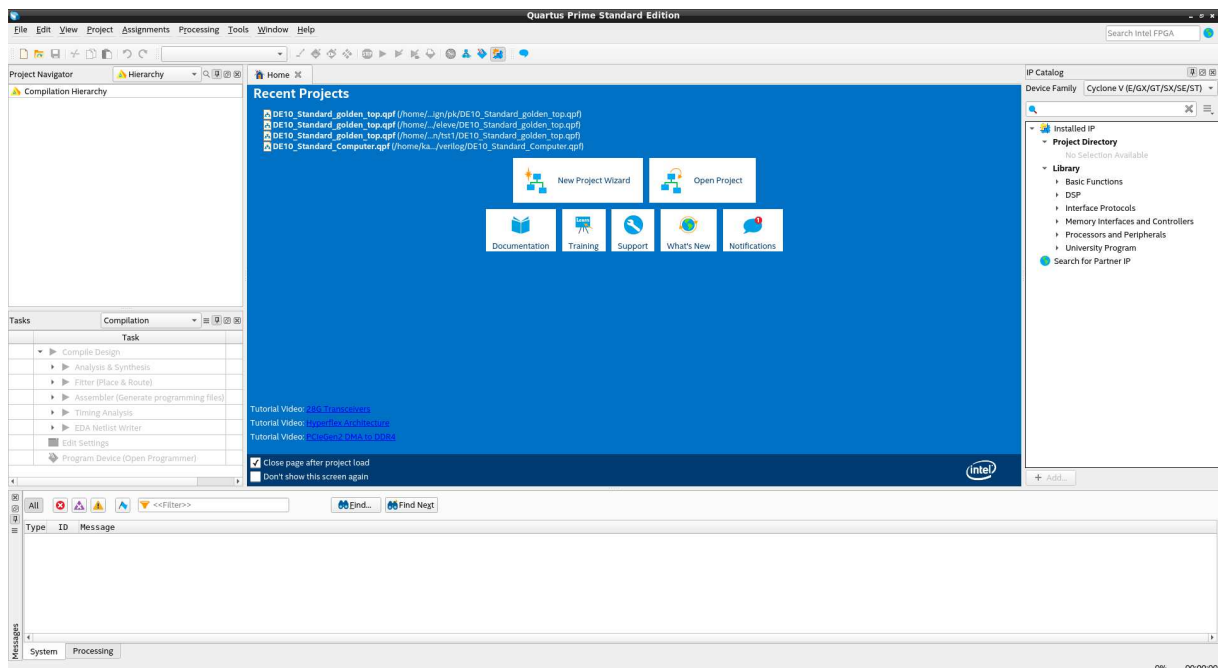 Quartus Prime Standard Edition
File Edit View Project Assignments Processing Tools Window Help
Search Intel FPGA
Project Navigator
Hierarchy
Compilation Hierarchy
Tasks
Compilation
Task
Compile Design
Analysis & Synthesis
Fitter (Place & Route)
Assembler (Generate programming files)
Timing Analysis
EDA Netlist Writer
Edit Settings
Program Device (Open Programmer)
Home
Recent Projects
DE10_Standard_golden_top.qpf (/home/...ign/pk/DE10_Standard_golden_top.qpf)
DE10_Standard_golden_top.qpf (/home/.../eleve/DE10_Standard_golden_top.qpf)
DE10_Standard_golden_top.qpf (/home/...n/tst1/DE10_Standard_golden_top.qpf)
DE10_Standard_Computer.qpf (/home/ka.../verilog/DE10_Standard_Computer.qpf)
New Project Wizard
Open Project
Documentation
Learn
Training
Support
What's New
1
Notifications
Tutorial Video: 28G Transceivers
Tutorial Video: Hyperflex Architecture
Tutorial Video: PCIeGen2 DMA to DDR4
Close page after project load
Don't show this screen again
intel
IP Catalog
Device Family Cyclone V (E/GX/GT/SX/SE/ST)
Installed IP
Project Directory
No Selection Available
Library
Basic Functions
DSP
Interface Protocols
Memory Interfaces and Controllers
Processors and Peripherals
University Program
Search for Partner IP
+ Add...
All
<<Filter>>
Find...
Find Next
Type ID Message
Messages
System Processing
0% 00:00:00